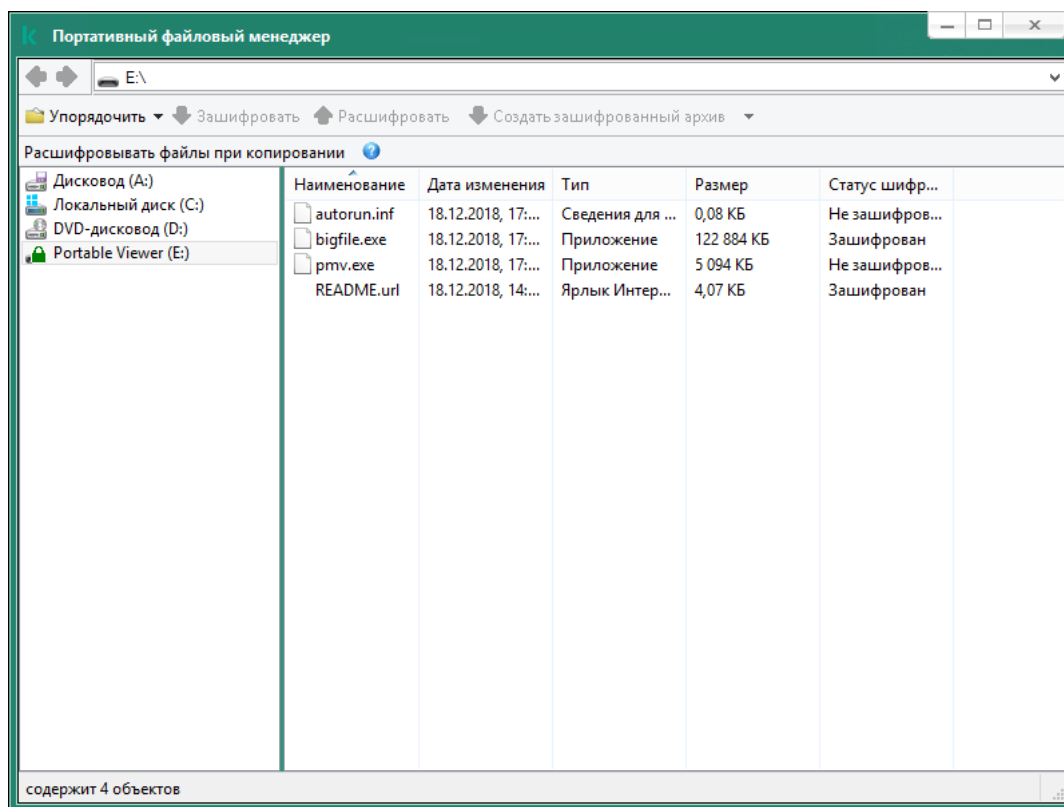 Портативный файловый менеджер
E:\
Упорядочить Зашифровать Расшифровать Создать зашифрованный архив
Расшифровывать файлы при копировании
Дисковод (A:)
Локальный диск (C:)
DVD-дисковод (D:)
Portable Viewer (E:)
Наименование Дата изменения Тип Размер Статус шифр...
autorun.inf 18.12.2018, 17:... Сведения для ... 0,08 КБ Не зашифров...
bigfile.exe 18.12.2018, 17:... Приложение 122 884 КБ Зашифрован
pmv.exe 18.12.2018, 17:... Приложение 5 094 КБ Не зашифров...
README.url 18.12.2018, 14:... Ярлык Интер... 4,07 КБ Зашифрован
содержит 4 объектов